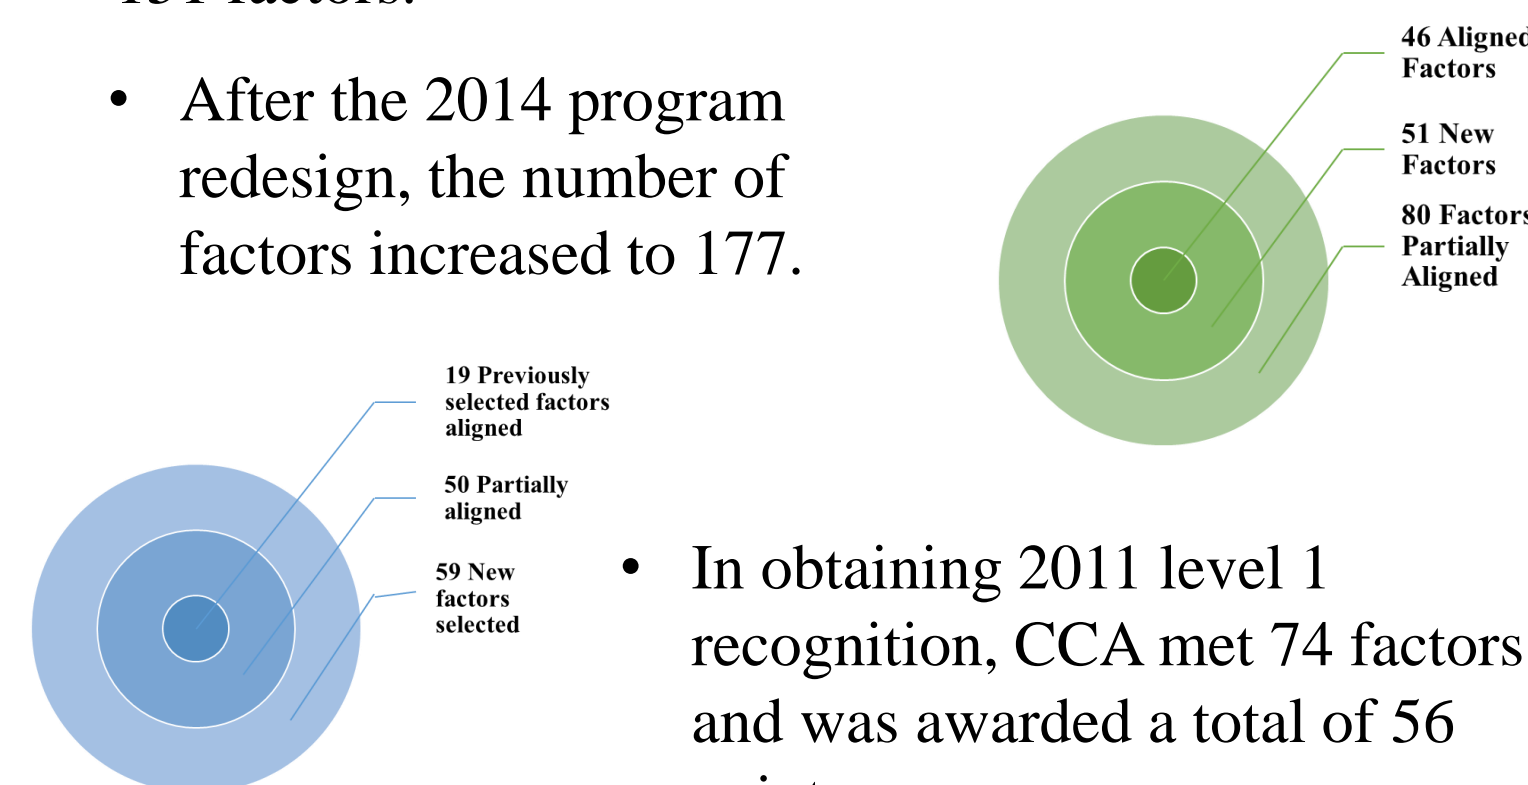 • After the 2014 program
redesign, the number of
factors increased to 177.
46 Aligned
Factors
51 New
Factors
80 Factors
Partially
Aligned
19 Previously
selected factors
aligned
50 Partially
aligned
59 New
factors
selected
• In obtaining 2011 level 1
recognition, CCA met 74 factors
and was awarded a total of 56